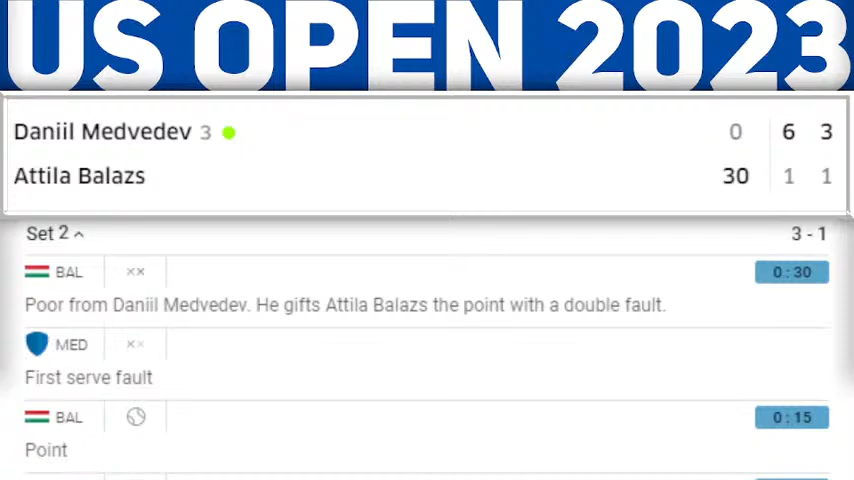 US OPEN 2023
Daniil Medvedev 3 0 6 3
Attila Balazs 30 1 1
Set 2 3 - 1
BAL ×× 0 : 30
Poor from Daniil Medvedev. He gifts Attila Balazs the point with a double fault.
MED ××
First serve fault
BAL 0 : 15
Point